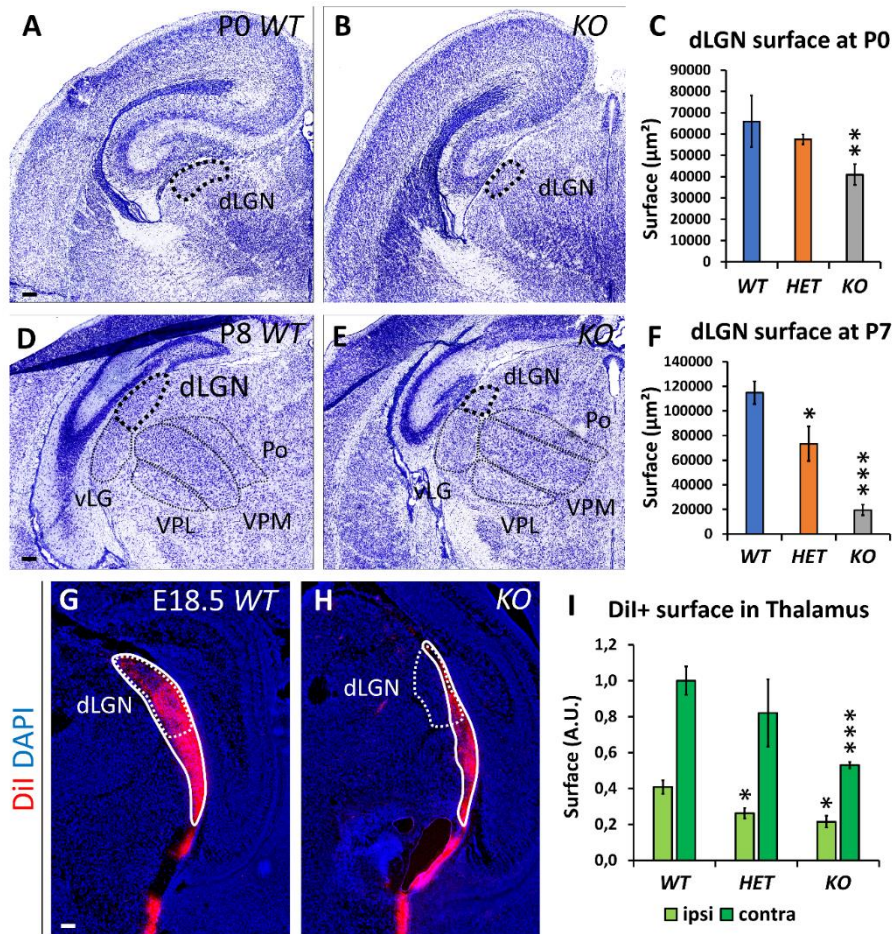 A
P0 WT
dLGN
B
KO
dLGN
C
dLGN surface at P0
Surface (µm²)
90000
80000
70000
60000
50000
40000
30000
20000
10000
0
**
WT
HET
KO
D
P8 WT
dLGN
Po
vLG
VPL
VPM
E
KO
dLGN
Po
vLG
VPL
VPM
F
dLGN surface at P7
Surface (µm²)
140000
120000
100000
80000
60000
40000
20000
0
*
***
WT
HET
KO
DiI DAPI
G
E18.5 WT
dLGN
H
KO
dLGN
I
DiI+ surface in Thalamus
Surface (A.U.)
1,2
1,0
0,8
0,6
0,4
0,2
0,0
*
*
***
WT
HET
KO
ipsi
contra